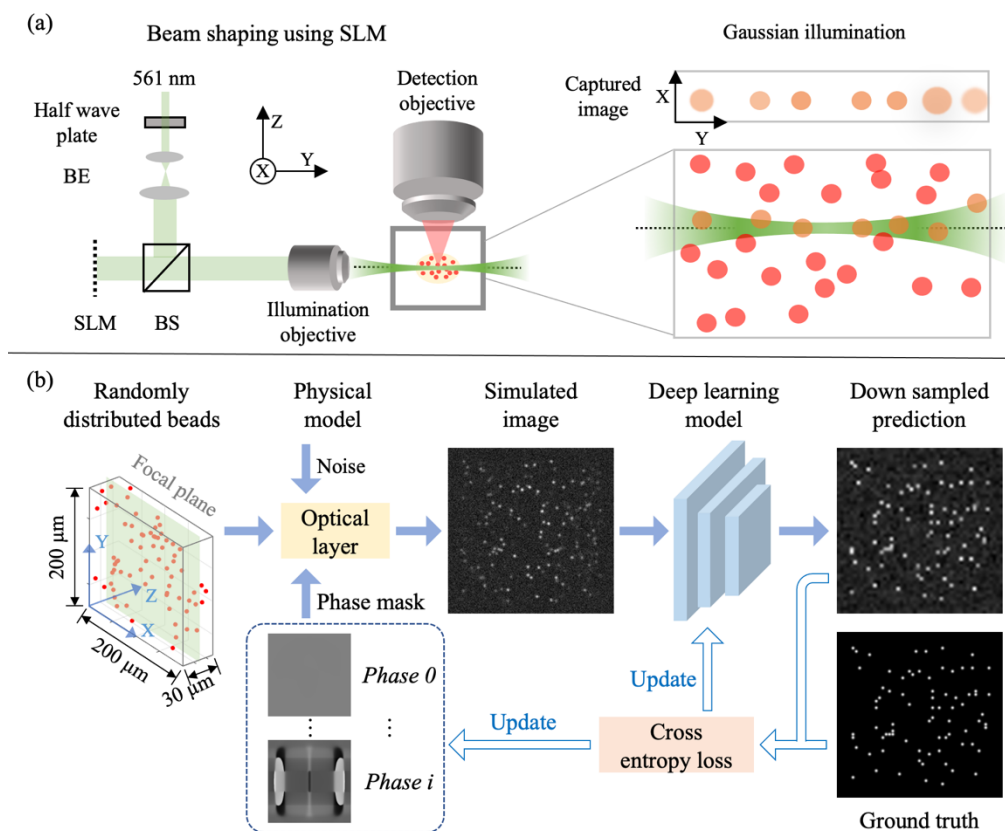 (a)
Beam shaping using SLM
Gaussian illumination
561 nm
Half wave
plate
BE
Z
Y
X
Detection
objective
Captured
image
X
Y
SLM
BS
Illumination
objective
(b)
Randomly
distributed beads
Physical
model
Simulated
image
Deep learning
model
Down sampled
prediction
Focal plane
Noise
Optical
layer
200 μm
Y
Z
X
200 μm
30 μm
Phase mask
Phase 0
⋮ ⋮
Phase i
Update
Update
Cross
entropy loss
Ground truth